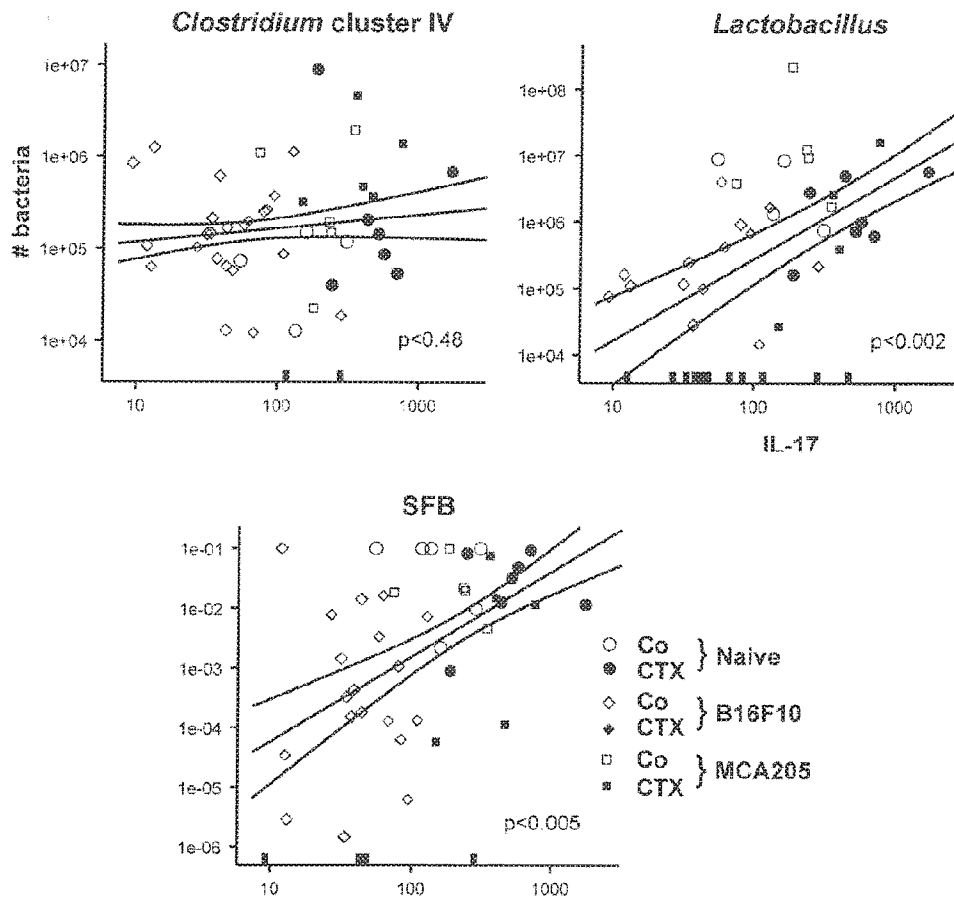 Clostridium cluster IV
Lactobacillus
# bacteria
1e+07
1e+06
1e+05
1e+04
p<0.48
10
100
1000
1e+08
1e+07
1e+06
1e+05
1e+04
p<0.002
10
100
1000
IL-17
SFB
1e-01
1e-02
1e-03
1e-04
1e-05
1e-06
p<0.005
10
100
1000
Co
CTX
} Naive
Co
CTX
} B16F10
Co
CTX
} MCA205